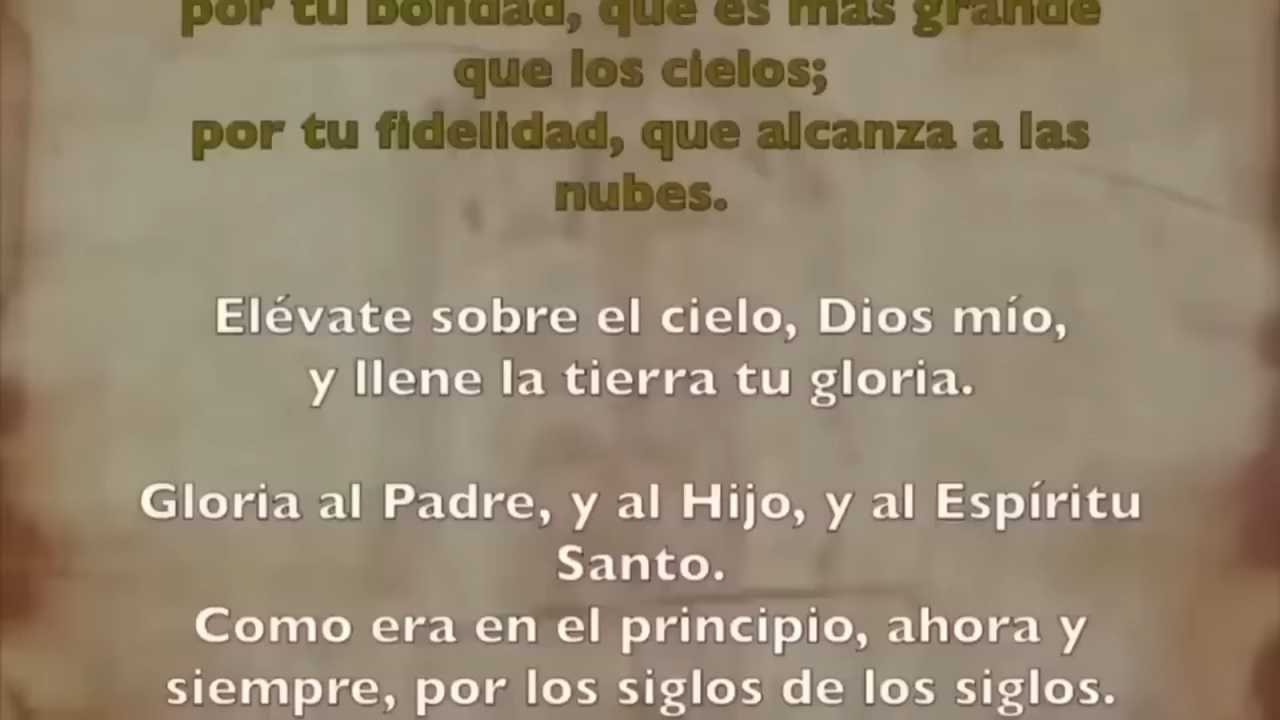 por tu bondad, que es más grande
que los cielos;
por tu fidelidad, que alcanza a las
nubes.
Elévate sobre el cielo, Dios mío,
y llene la tierra tu gloria.
Gloria al Padre, y al Hijo, y al Espíritu
Santo.
Como era en el principio, ahora y
siempre, por los siglos de los siglos.